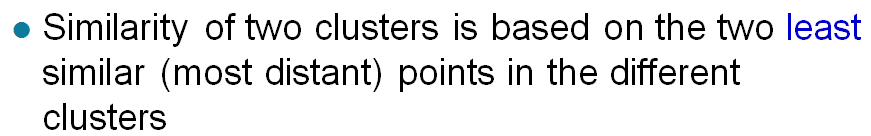 ● Similarity of two clusters is based on the two least
similar (most distant) points in the different
clusters